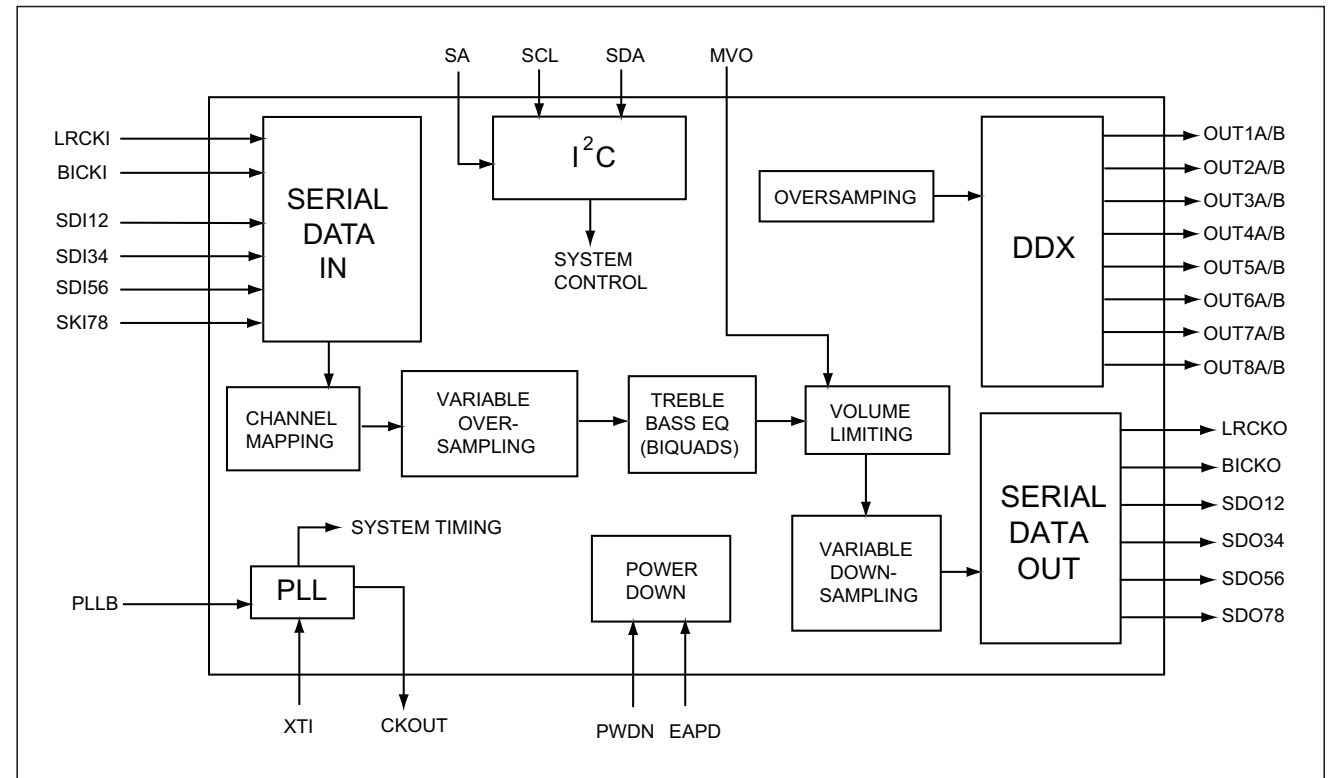 SA
SCL
SDA
MVO
LRCKI
BICKI
SDI12
SDI34
SDI56
SKI78
SERIAL
DATA
IN
I2C
SYSTEM
CONTROL
OVERSAMPING
DDX
OUT1A/B
OUT2A/B
OUT3A/B
OUT4A/B
OUT5A/B
OUT6A/B
OUT7A/B
OUT8A/B
CHANNEL
MAPPING
VARIABLE
OVER-
SAMPLING
TREBLE
BASS EQ
(BIQUADS)
VOLUME
LIMITING
SERIAL
DATA
OUT
LRCKO
BICKO
SDO12
SDO34
SDO56
SDO78
SYSTEM TIMING
PLLB
PLL
POWER
DOWN
VARIABLE
DOWN-
SAMPLING
XTI
CKOUT
PWDN
EAPD